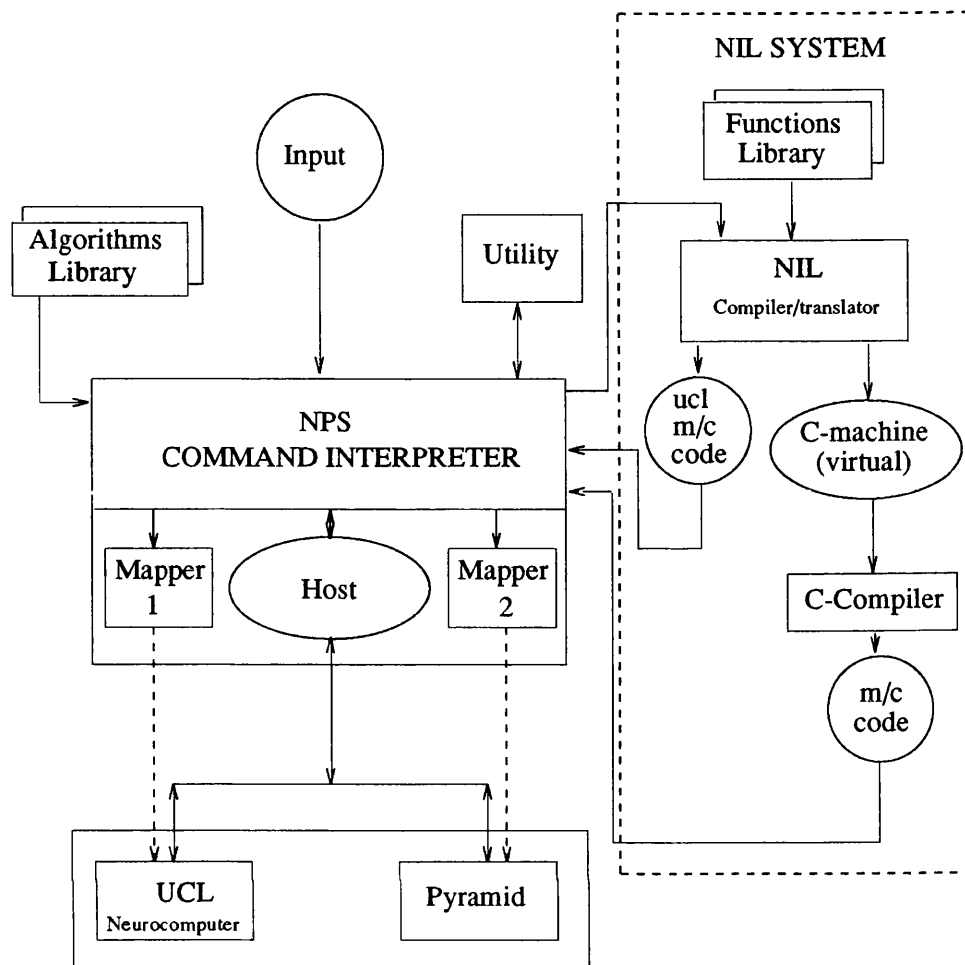 NIL SYSTEM
Functions
Library
Input
Algorithms
Library
Utility
NIL
Compiler/translator
NPS
COMMAND INTERPRETER
ucl
m/c
code
C-machine
(virtual)
Mapper
1
Host
Mapper
2
C-Compiler
m/c
code
UCL
Neurocomputer
Pyramid